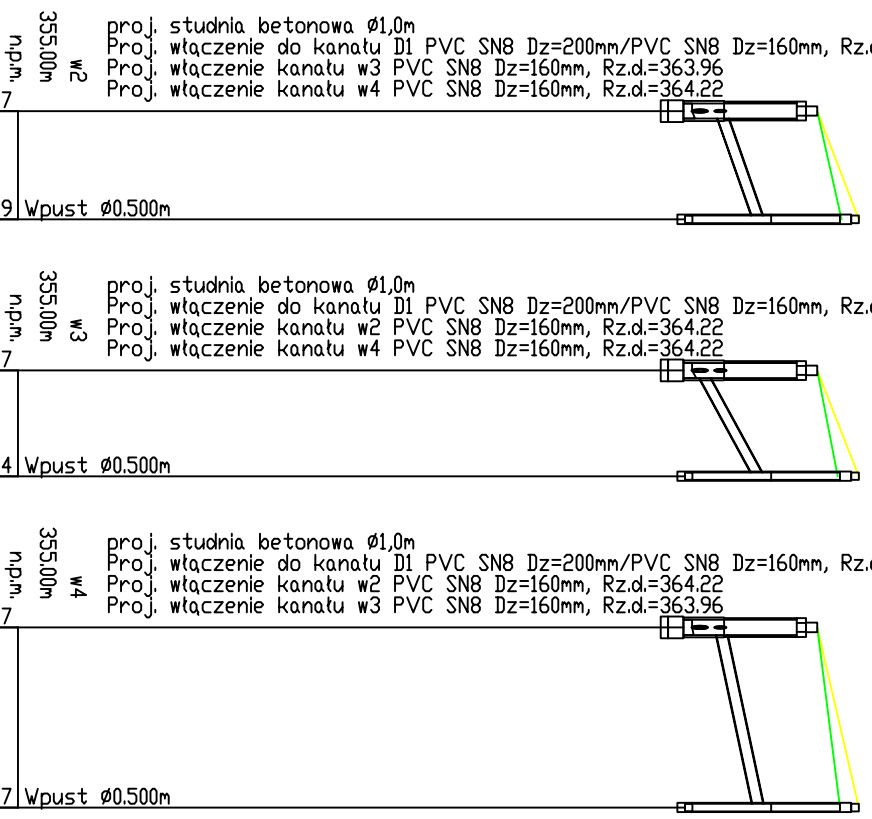 355.00m
n.p.m.
w2
proj. studnia betonowa Ø1,0m
Proj. włączenie do kanału D1 PVC SN8 Dz=200mm/PVC SN8 Dz=160mm, Rz.d
Proj. włączenie kanału w3 PVC SN8 Dz=160mm, Rz.d.=363.96
Proj. włączenie kanału w4 PVC SN8 Dz=160mm, Rz.d.=364.22
7
9 Wpust Ø0.500m
355.00m
n.p.m.
w3
proj. studnia betonowa Ø1,0m
Proj. włączenie do kanału D1 PVC SN8 Dz=200mm/PVC SN8 Dz=160mm, Rz.d
Proj. włączenie kanału w2 PVC SN8 Dz=160mm, Rz.d.=364.22
Proj. włączenie kanału w4 PVC SN8 Dz=160mm, Rz.d.=364.22
7
4 Wpust Ø0.500m
355.00m
n.p.m.
w4
proj. studnia betonowa Ø1,0m
Proj. włączenie do kanału D1 PVC SN8 Dz=200mm/PVC SN8 Dz=160mm, Rz.d
Proj. włączenie kanału w2 PVC SN8 Dz=160mm, Rz.d.=364.22
Proj. włączenie kanału w3 PVC SN8 Dz=160mm, Rz.d.=363.96
7
7 Wpust Ø0.500m